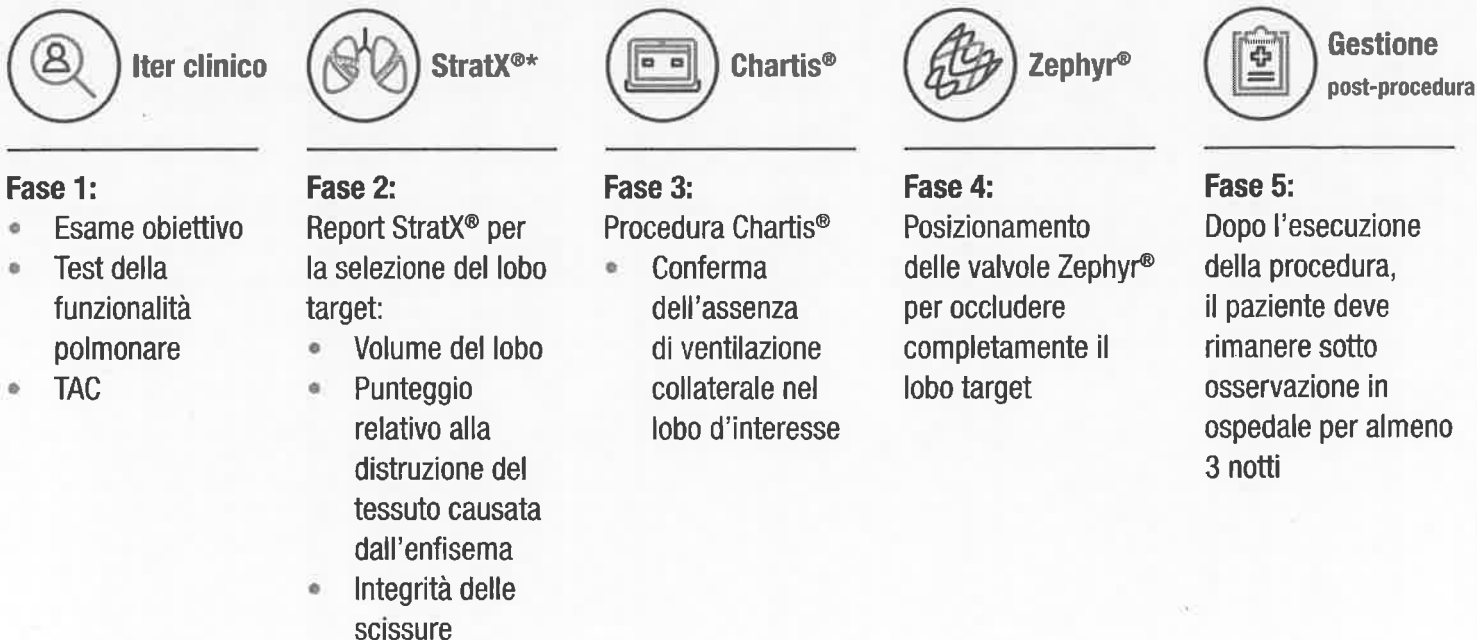 Iter clinico
StratX®*
Chartis®
Zephyr®
Gestione
post-procedura
Fase 1:
• Esame obiettivo
• Test della
funzionalità
polmonare
• TAC
Fase 2:
Report StratX® per
la selezione del lobo
target:
• Volume del lobo
• Punteggio
relativo alla
distruzione del
tessuto causata
dall'enfisema
• Integrità delle
scissure
Fase 3:
Procedura Chartis®
• Conferma
dell'assenza
di ventilazione
collaterale nel
lobo d'interesse
Fase 4:
Posizionamento
delle valvole Zephyr®
per occludere
completamente il
lobo target
Fase 5:
Dopo l'esecuzione
della procedura,
il paziente deve
rimanere sotto
osservazione in
ospedale per almeno
3 notti